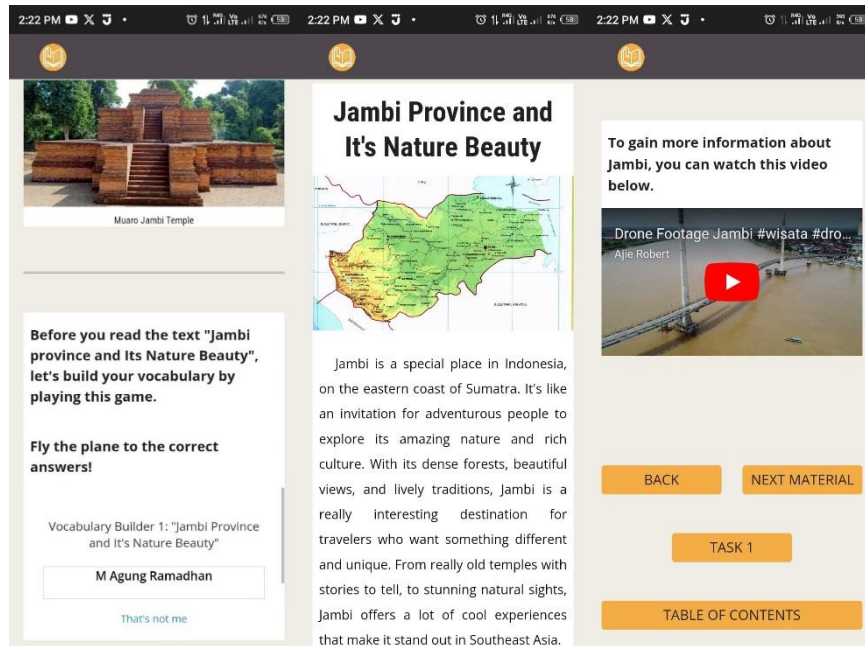 2:22 PM
Muaro Jambi Temple
Before you read the text "Jambi
province and Its Nature Beauty",
let's build your vocabulary by
playing this game.
Fly the plane to the correct
answers!
Vocabulary Builder 1: "Jambi Province
and It's Nature Beauty"
M Agung Ramadhan
That's not me
2:22 PM
Jambi Province and
It's Nature Beauty
Jambi is a special place in Indonesia,
on the eastern coast of Sumatra. It's like
an invitation for adventurous people to
explore its amazing nature and rich
culture. With its dense forests, beautiful
views, and lively traditions, Jambi is a
really interesting destination for
travelers who want something different
and unique. From really old temples with
stories to tell, to stunning natural sights,
Jambi offers a lot of cool experiences
that make it stand out in Southeast Asia.
2:22 PM
To gain more information about
Jambi, you can watch this video
below.
Drone Footage Jambi #wisata #dro...
Ajie Robert
BACK
NEXT MATERIAL
TASK 1
TABLE OF CONTENTS